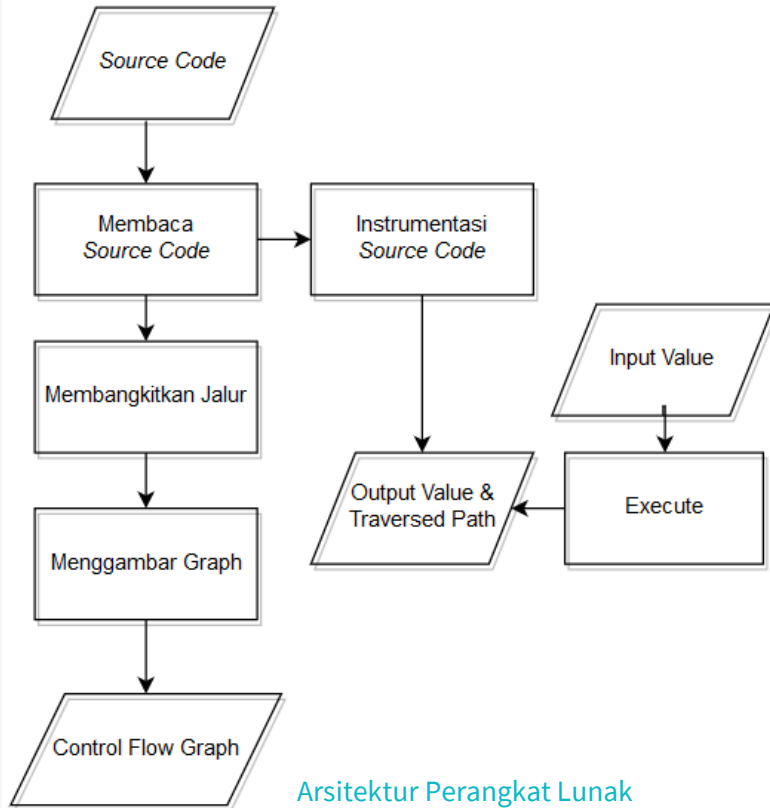 Source Code
Membaca
Source Code
Instrumentasi
Source Code
Input Value
Membangkitkan Jalur
Output Value &
Traversed Path
Execute
Menggambar Graph
Control Flow Graph
Arsitektur Perangkat Lunak